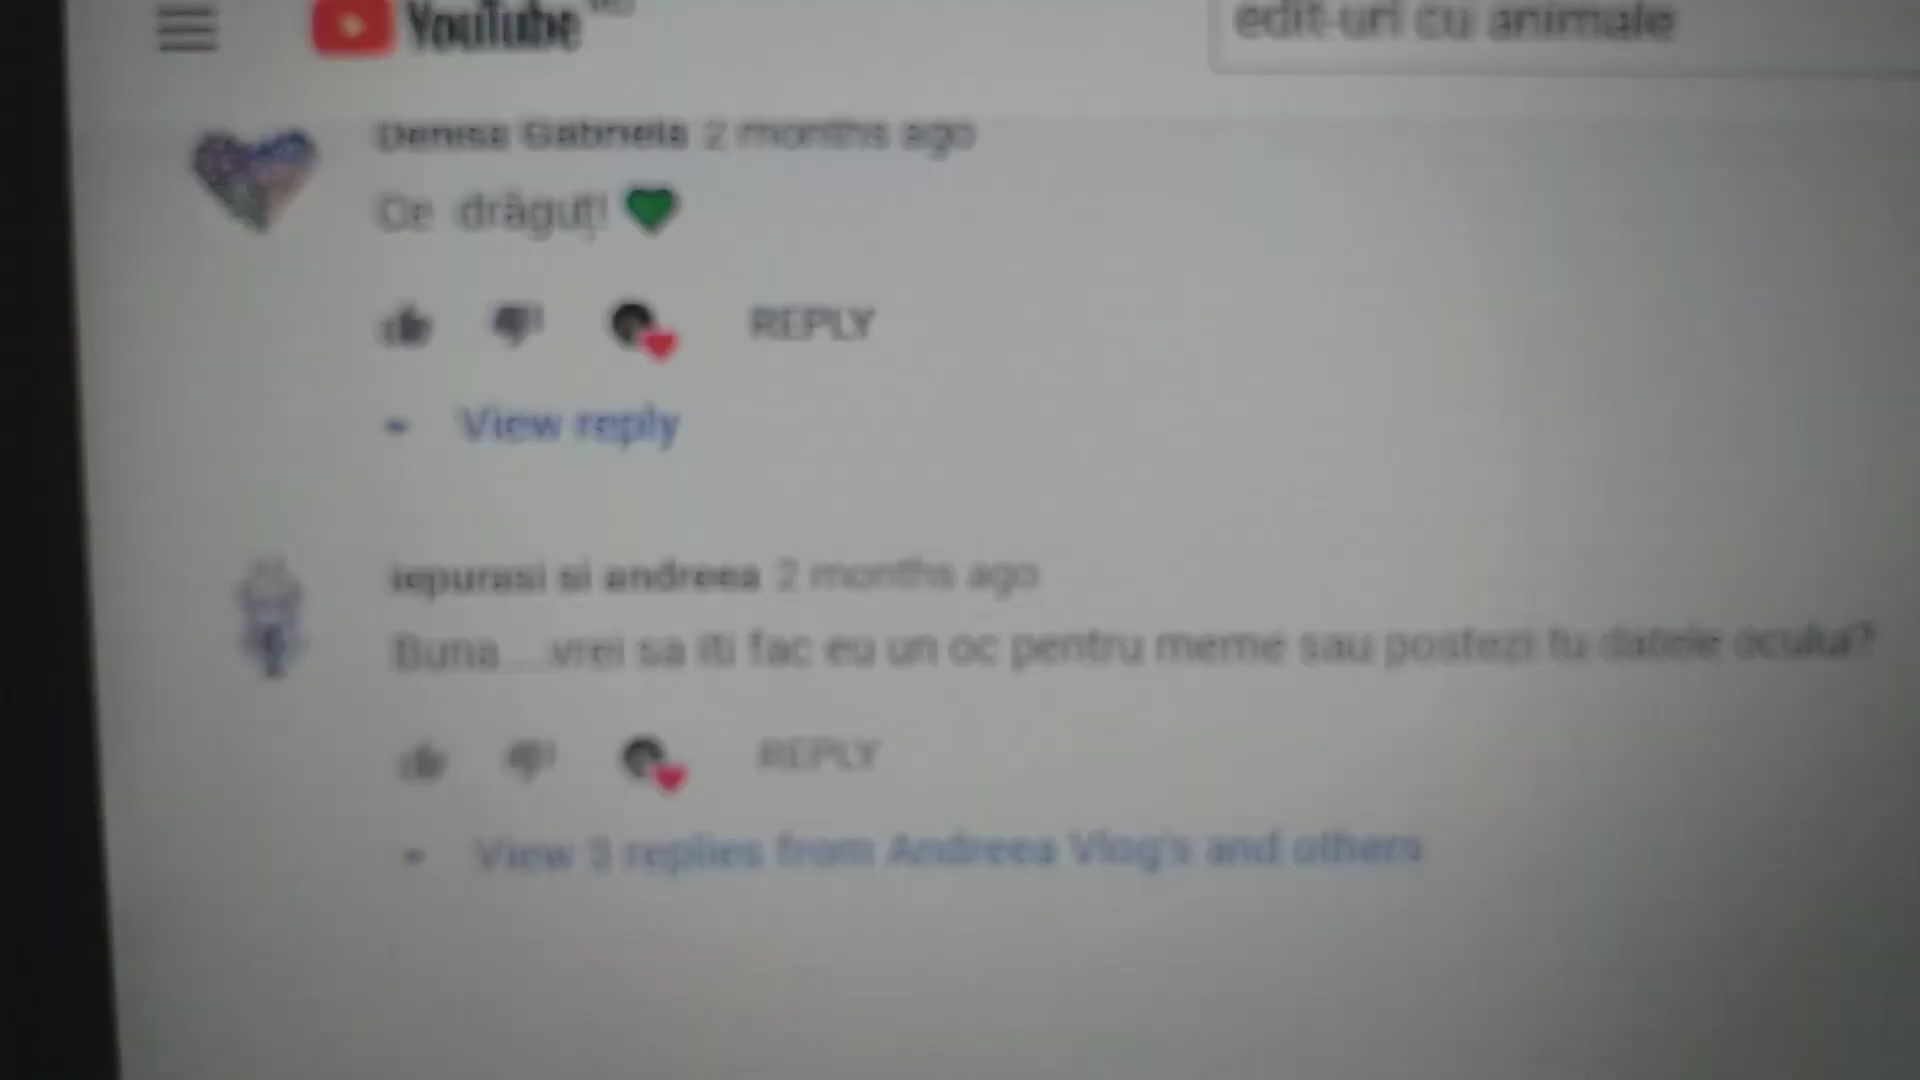 YouTube
edit-uri cu animale
Denisa Gabriela 2 months ago
Ce drăguț! 💚
REPLY
View reply
iepurasi si andreea 2 months ago
Buna....vrei sa iti fac eu un oc pentru meme sau postezi tu datele ocului?
REPLY
View 3 replies from Andreea Vlog's and others